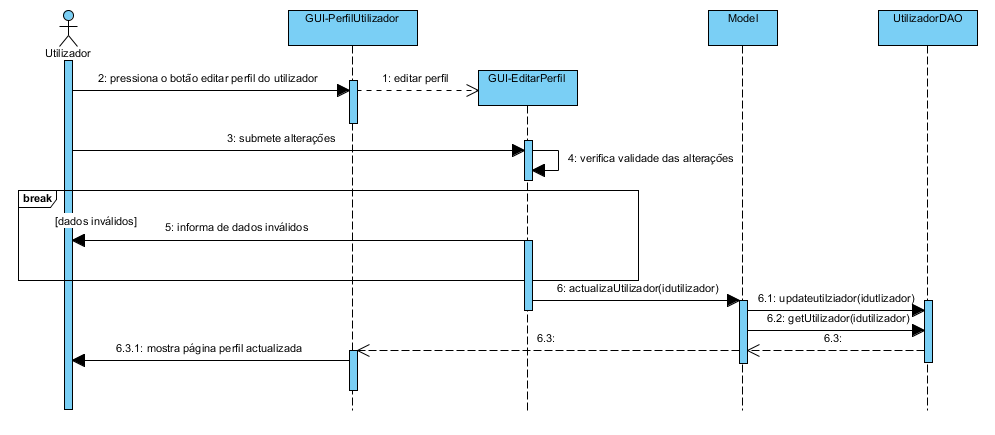 GUI-PerfilUtilizador
Model
UtilizadorDAO
Utilizador
2: pressiona o botão editar perfil do utilizador
1: editar perfil
GUI-EditarPerfil
3: submete alterações
4: verifica validade das alterações
break
[dados inválidos]
5: informa de dados inválidos
6: actualizaUtilizador(idutilizador)
6.1: updateutilziador(idutlizador)
6.2: getUtilizador(idutilizador)
6.3:
6.3:
6.3.1: mostra página perfil actualizada